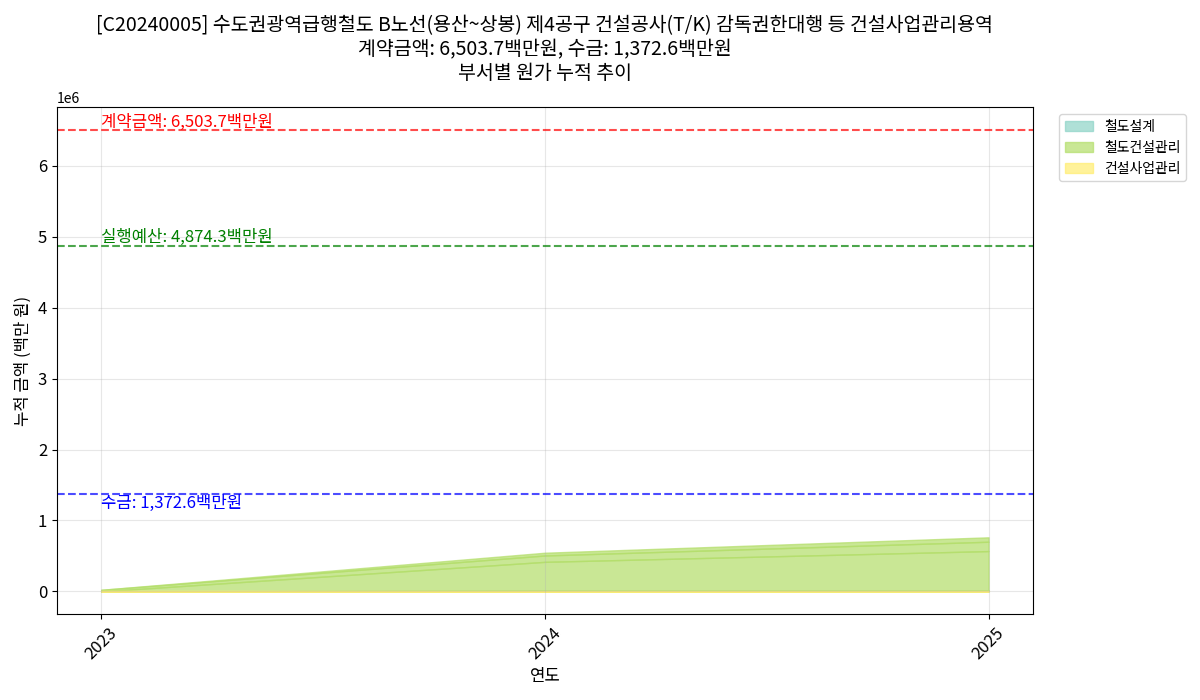 [C20240005] 수도권광역급행철도 B노선(용산~상봉) 제4공구 건설공사(T/K) 감독권한대행 등 건설사업관리용역
계약금액: 6,503.7백만원, 수금: 1,372.6백만원
부서별 원가 누적 추이
1e6
계약금액: 6,503.7백만원
6
실행예산: 4,874.3백만원
5
4
3
2
수금: 1,372.6백만원
1
0
누적 금액 (백만 원)
2023
2024
2025
연도
철도설계
철도건설관리
건설사업관리